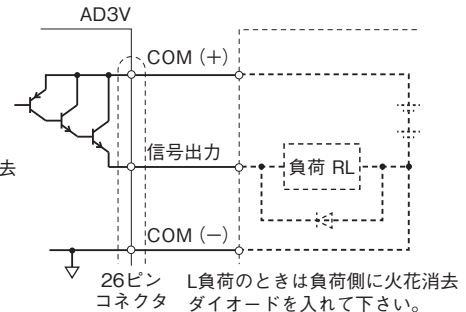 AD3V
COM (+)
信号出力
去
負荷 RL
COM (−)
26ピン
コネクタ
L負荷のときは負荷側に火花消去
ダイオードを入れて下さい。